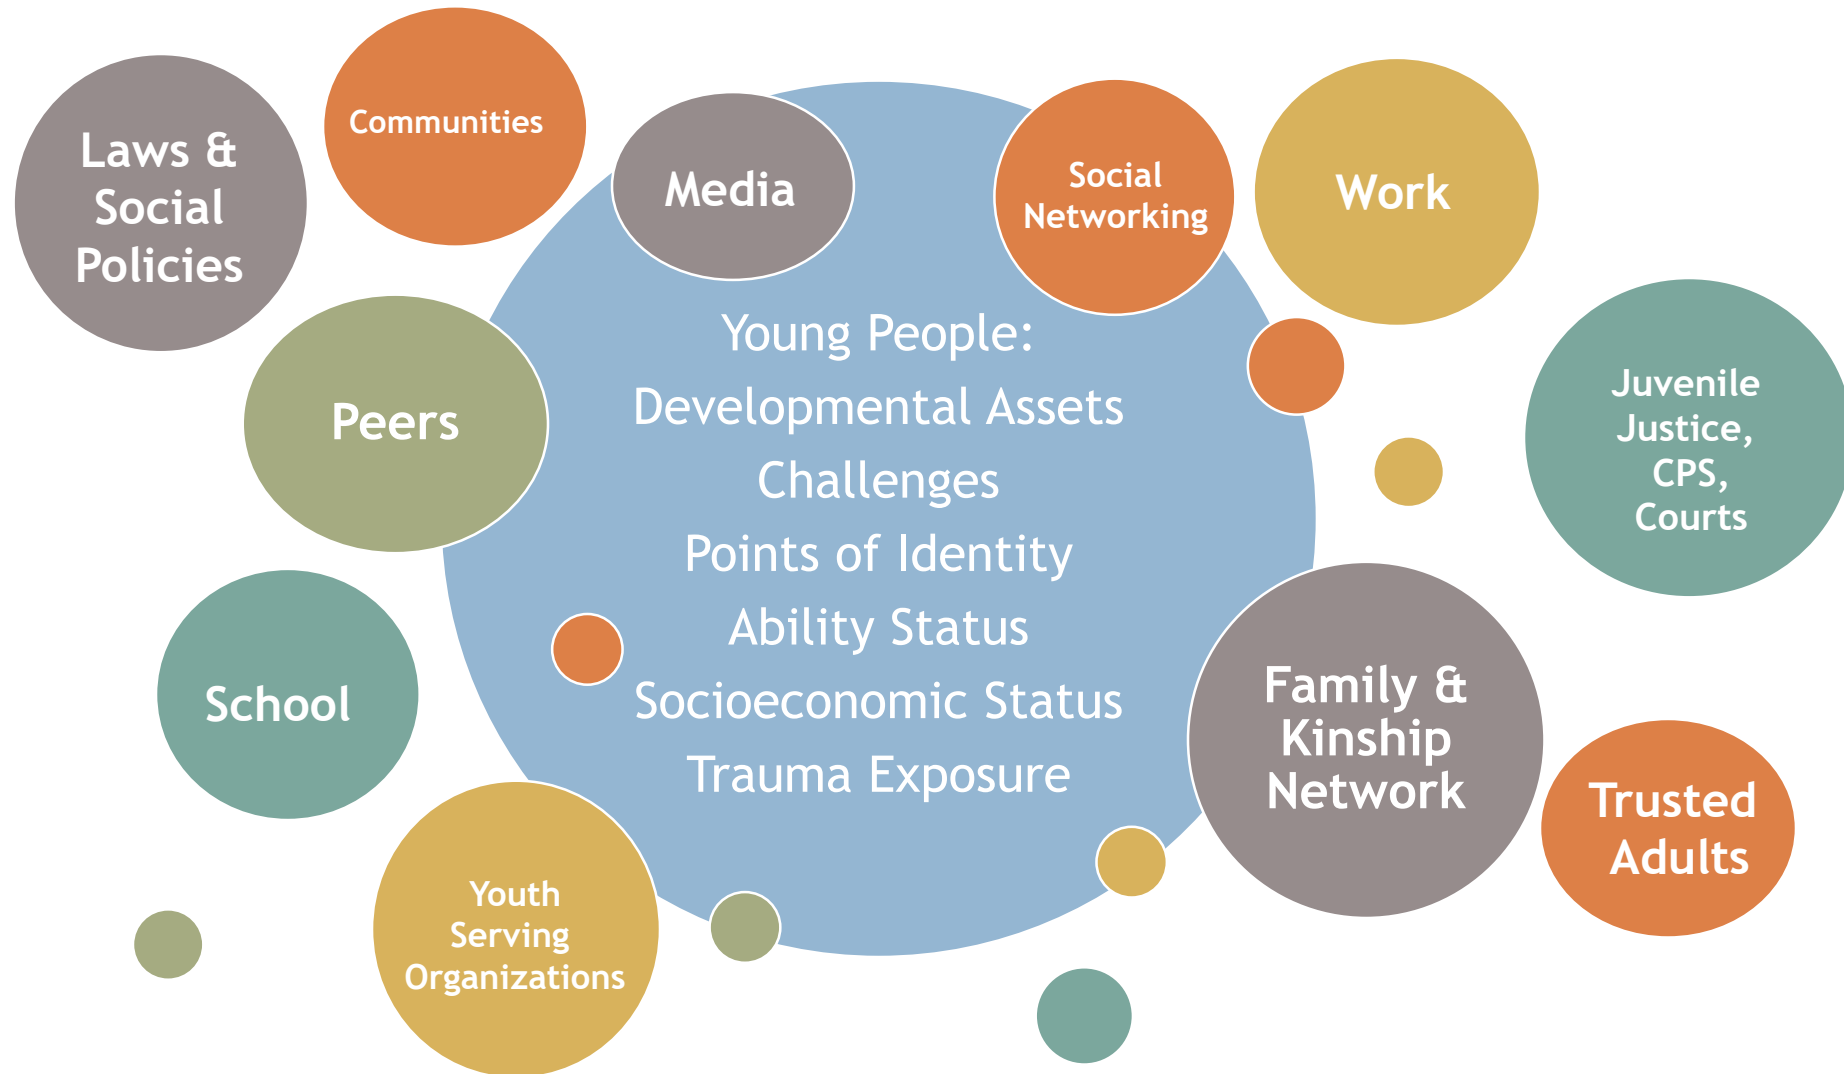 Laws &
Social
Policies
Communities
Media
Social
Networking
Work
Peers
Young People:
Developmental Assets
Challenges
Points of Identity
Ability Status
Socioeconomic Status
Trauma Exposure
Juvenile
Justice,
CPS,
Courts
School
Family &
Kinship
Network
Trusted
Adults
Youth
Serving
Organizations